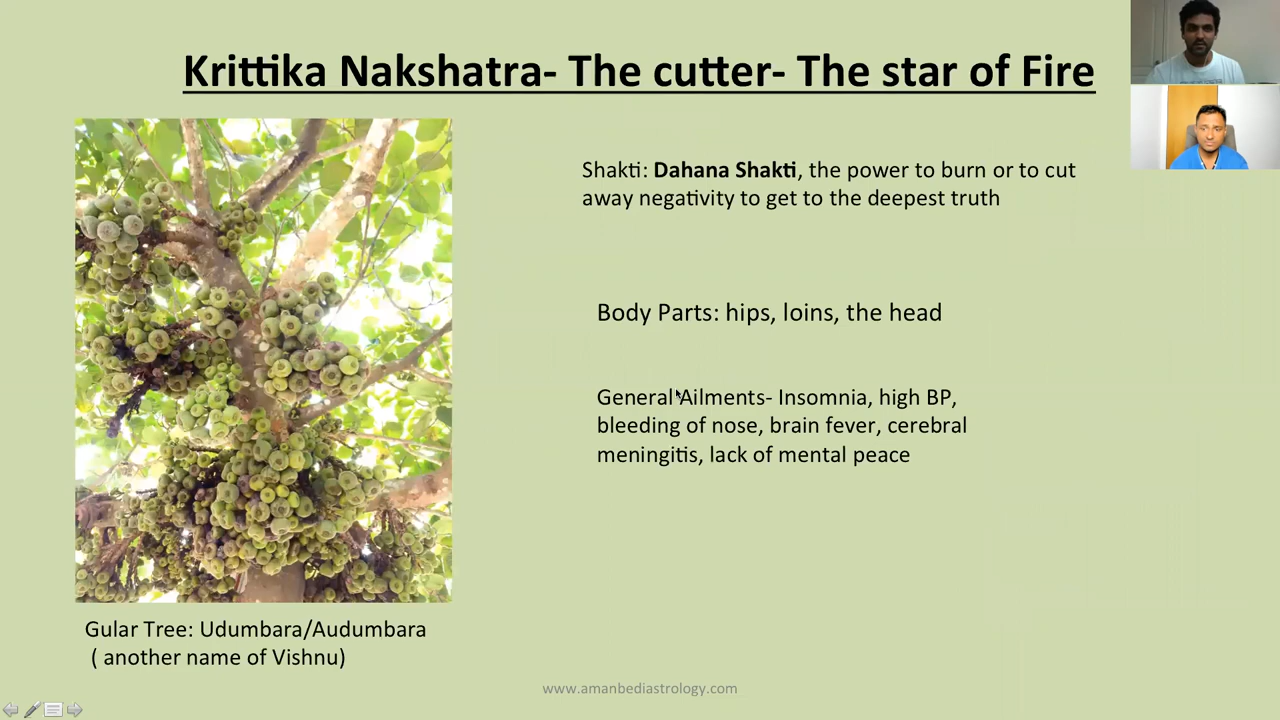 Krittika Nakshatra- The cutter- The star of Fire
Shakti: Dahana Shakti, the power to burn or to cut
away negativity to get to the deepest truth
Body Parts: hips, loins, the head
General Ailments- Insomnia, high BP,
bleeding of nose, brain fever, cerebral
meningitis, lack of mental peace
Gular Tree: Udumbara/Audumbara
( another name of Vishnu)
www.amanbediastrology.com